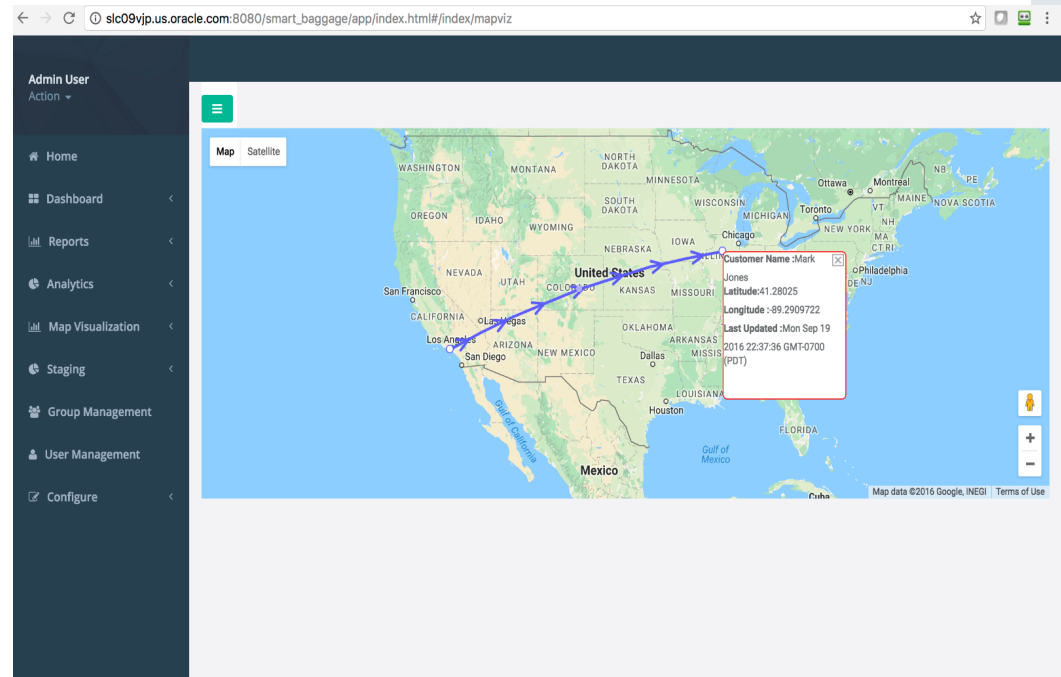 slc09vjp.us.oracle.com:8080/smart_baggage/app/index.html#/index/mapviz
Admin User
Action
Home
Dashboard
Reports
Analytics
Map Visualization
Staging
Group Management
User Management
Configure
Map Satellite
WASHINGTON
MONTANA
NORTH
DAKOTA
MINNESOTA
Ottawa
Montreal
NB
PE
OREGON
IDAHO
WYOMING
SOUTH
DAKOTA
WISCONSIN
MICHIGAN
Toronto
VT
MAINE
NOVA SCOTIA
NH
NEW YORK
MA
CT RI
Chicago
IOWA
NEBRASKA
NEVADA
UTAH
COLORADO
United States
KANSAS
MISSOURI
Philadelphia
DE NJ
San Francisco
CALIFORNIA
Las Vegas
Los Angeles
ARIZONA
NEW MEXICO
OKLAHOMA
ARKANSAS
San Diego
Dallas
MISSIS
TEXAS
LOUISIANA
Houston
Gulf of
California
Gulf of
Mexico
FLORIDA
Mexico
Cuba
Customer Name :Mark
Jones
Latitude:41.28025
Longitude :-89.2909722
Last Updated :Mon Sep 19
2016 22:37:36 GMT-0700
(PDT)
+
−
Map data ©2016 Google, INEGI Terms of Use